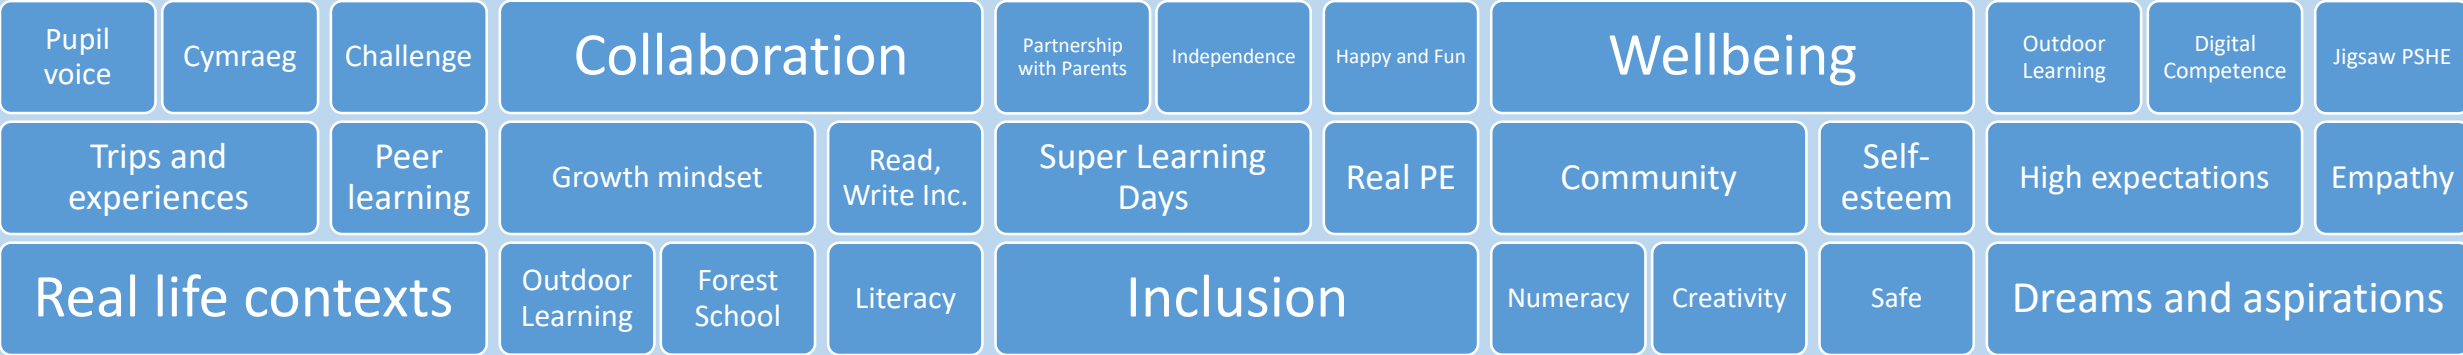 Pupil
voice
Cymraeg
Challenge
Collaboration
Partnership
with Parents
Independence
Happy and Fun
Wellbeing
Outdoor
Learning
Digital
Competence
Jigsaw PSHE
Trips and
experiences
Peer
learning
Growth mindset
Read,
Write Inc.
Super Learning
Days
Real PE
Community
Self-
esteem
High expectations
Empathy
Real life contexts
Outdoor
Learning
Forest
School
Literacy
Inclusion
Numeracy
Creativity
Safe
Dreams and aspirations